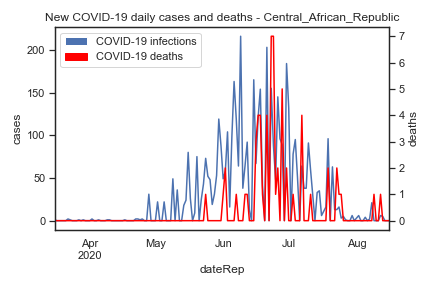 New COVID-19 daily cases and deaths - Central_African_Republic
COVID-19 infections
COVID-19 deaths
cases
200
150
100
50
0
deaths
7
6
5
4
3
2
1
0
Apr
2020
May
Jun
Jul
Aug
dateRep